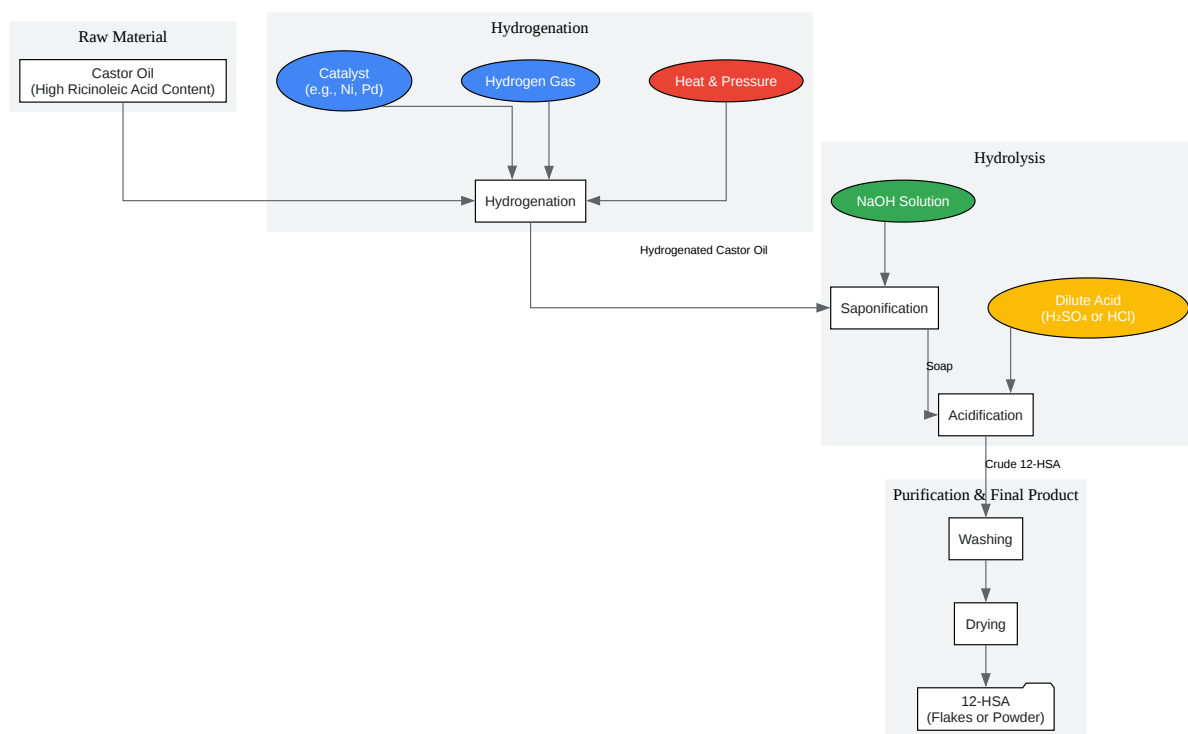 Raw Material
Castor Oil
(High Ricinoleic Acid Content)
Hydrogenation
Catalyst
(e.g., Ni, Pd)
Hydrogen Gas
Heat & Pressure
Hydrogenation
Hydrogenated Castor Oil
Hydrolysis
NaOH Solution
Saponification
Dilute Acid
(H₂SO₄ or HCl)
Soap
Acidification
Crude 12-HSA
Purification & Final Product
Washing
Drying
12-HSA
(Flakes or Powder)